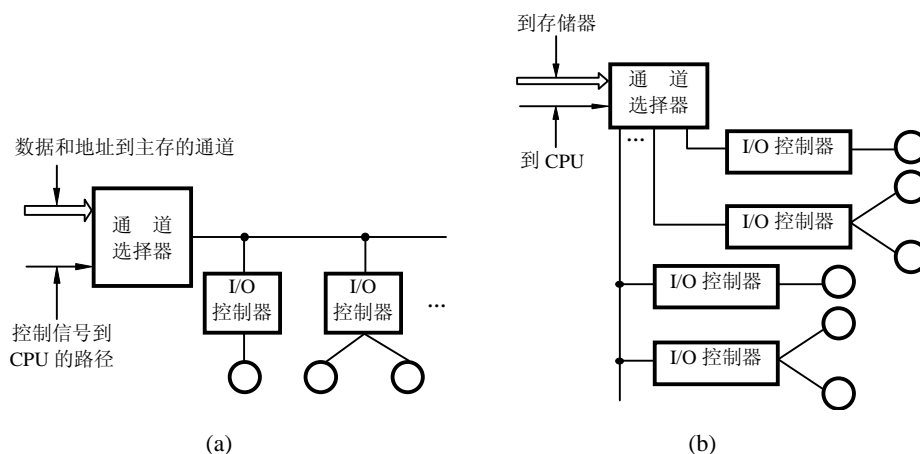 数据和地址到主存的通道
通 道
选择器
控制信号到
CPU 的路径
I/O
控制器
I/O
控制器
...
(a)
到存储器
通 道
选择器
到 CPU
...
I/O 控制器
I/O 控制器
I/O 控制器
I/O 控制器
(b)